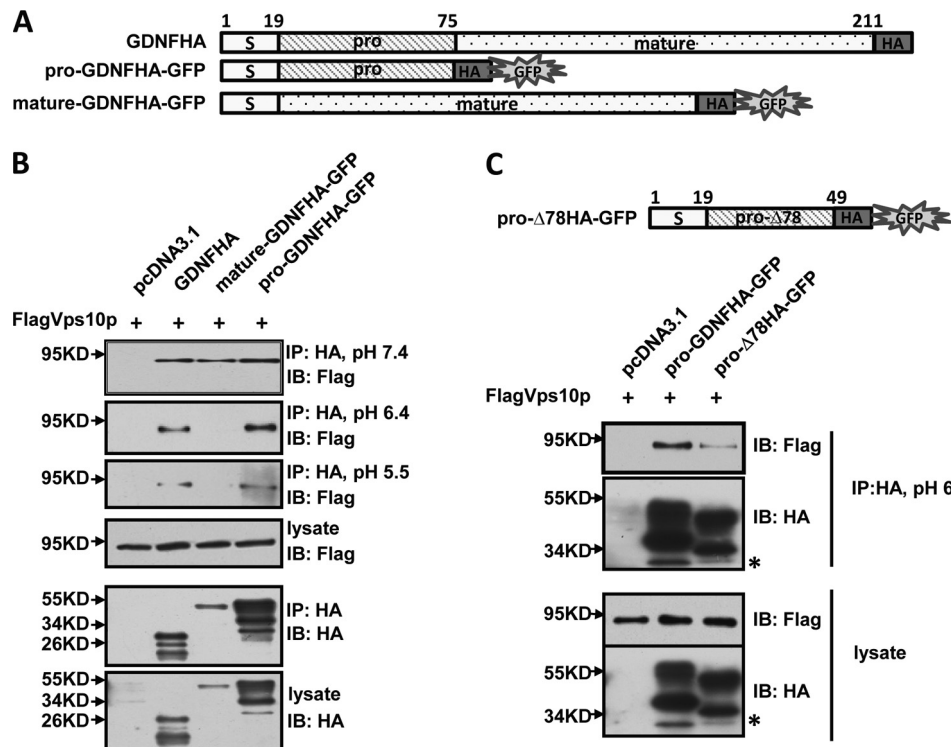 A
1 19 75 211
GDNFHA S pro mature HA
pro-GDNFHA-GFP S pro HA GFP
mature-GDNFHA-GFP S mature HA GFP
B
pcDNA3.1
GDNFHA
mature-GDNFHA-GFP
pro-GDNFHA-GFP
FlagVps10p + + + +
95KD IP: HA, pH 7.4
IB: Flag
95KD IP: HA, pH 6.4
IB: Flag
95KD IP: HA, pH 5.5
IB: Flag
95KD lysate
IB: Flag
55KD IP: HA
34KD IB: HA
26KD
55KD lysate
34KD IB: HA
26KD
C
1 19 49
pro-Δ78HA-GFP S pro-Δ78 HA GFP
pcDNA3.1
pro-GDNFHA-GFP
pro-Δ78HA-GFP
FlagVps10p + + +
95KD IB: Flag
55KD IB: HA
34KD *
IP:HA, pH 6
95KD IB: Flag
55KD IB: HA
34KD *
lysate